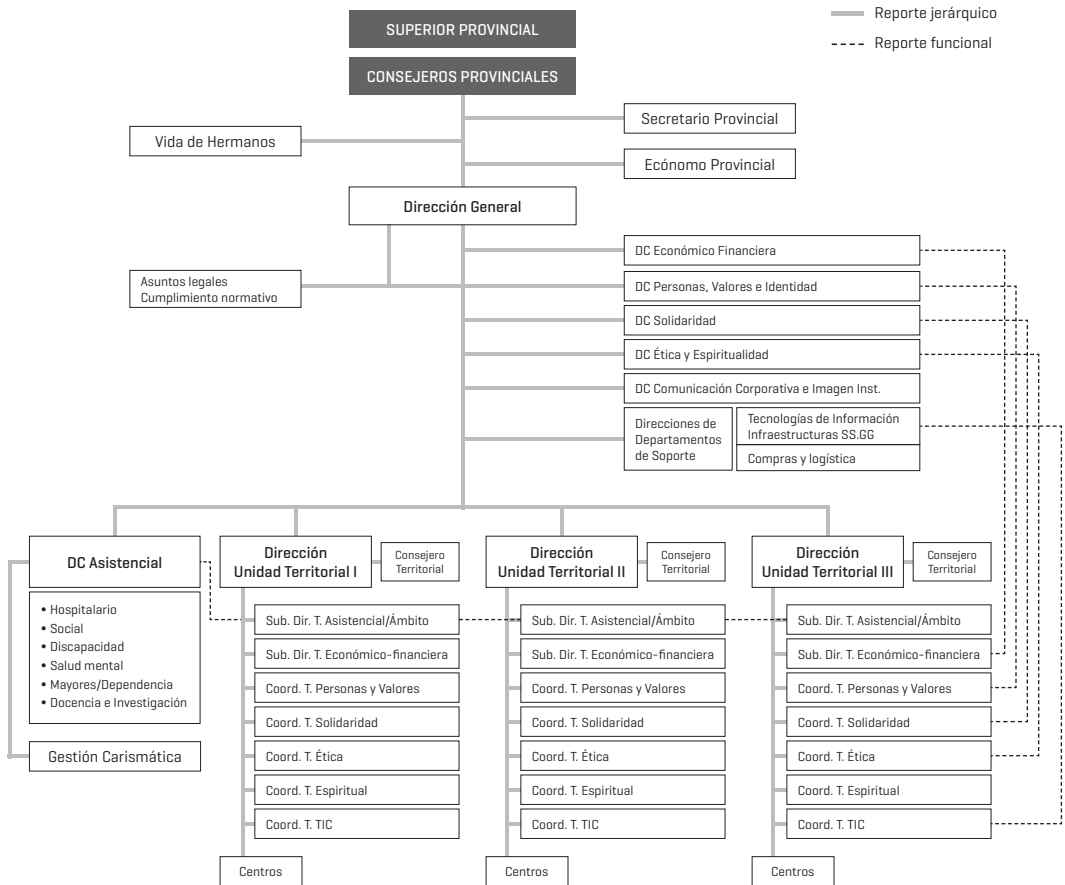 SUPERIOR PROVINCIAL
CONSEJEROS PROVINCIALES
Reporte jerárquico
Reporte funcional
Vida de Hermanos
Secretario Provincial
Ecónomo Provincial
Dirección General
Asuntos legales
Cumplimiento normativo
DC Económico Financiera
DC Personas, Valores e Identidad
DC Solidaridad
DC Ética y Espiritualidad
DC Comunicación Corporativa e Imagen Inst.
Direcciones de
Departamentos
de Soporte
Tecnologías de Información
Infraestructuras SS.GG
Compras y logística
DC Asistencial
• Hospitalario
• Social
• Discapacidad
• Salud mental
• Mayores/Dependencia
• Docencia e Investigación
Gestión Carismática
Dirección
Unidad Territorial I
Consejero
Territorial
Sub. Dir. T. Asistencial/Ámbito
Sub. Dir. T. Económico-financiera
Coord. T. Personas y Valores
Coord. T. Solidaridad
Coord. T. Ética
Coord. T. Espiritual
Coord. T. TIC
Centros
Dirección
Unidad Territorial II
Consejero
Territorial
Sub. Dir. T. Asistencial/Ámbito
Sub. Dir. T. Económico-financiera
Coord. T. Personas y Valores
Coord. T. Solidaridad
Coord. T. Ética
Coord. T. Espiritual
Coord. T. TIC
Centros
Dirección
Unidad Territorial III
Consejero
Territorial
Sub. Dir. T. Asistencial/Ámbito
Sub. Dir. T. Económico-financiera
Coord. T. Personas y Valores
Coord. T. Solidaridad
Coord. T. Ética
Coord. T. Espiritual
Coord. T. TIC
Centros